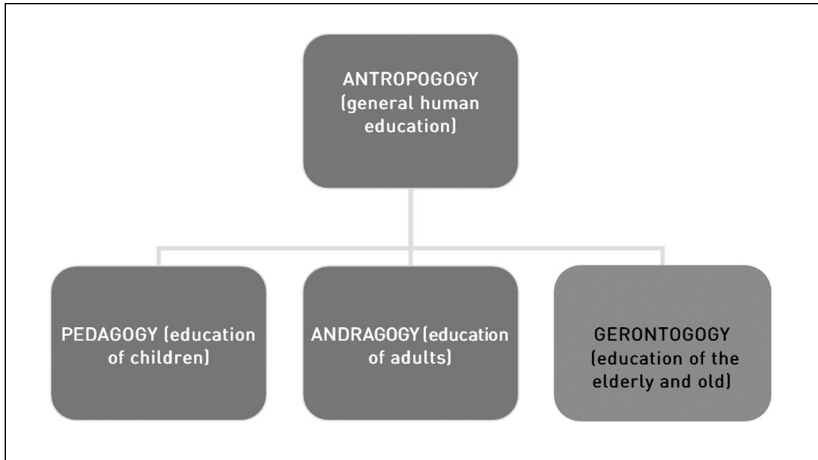 ANTROPOGOGY
(general human
education)
PEDAGOGY (education
of children)
ANDRAGOGY (education
of adults)
GERONTOGOGY
(education of the
elderly and old)